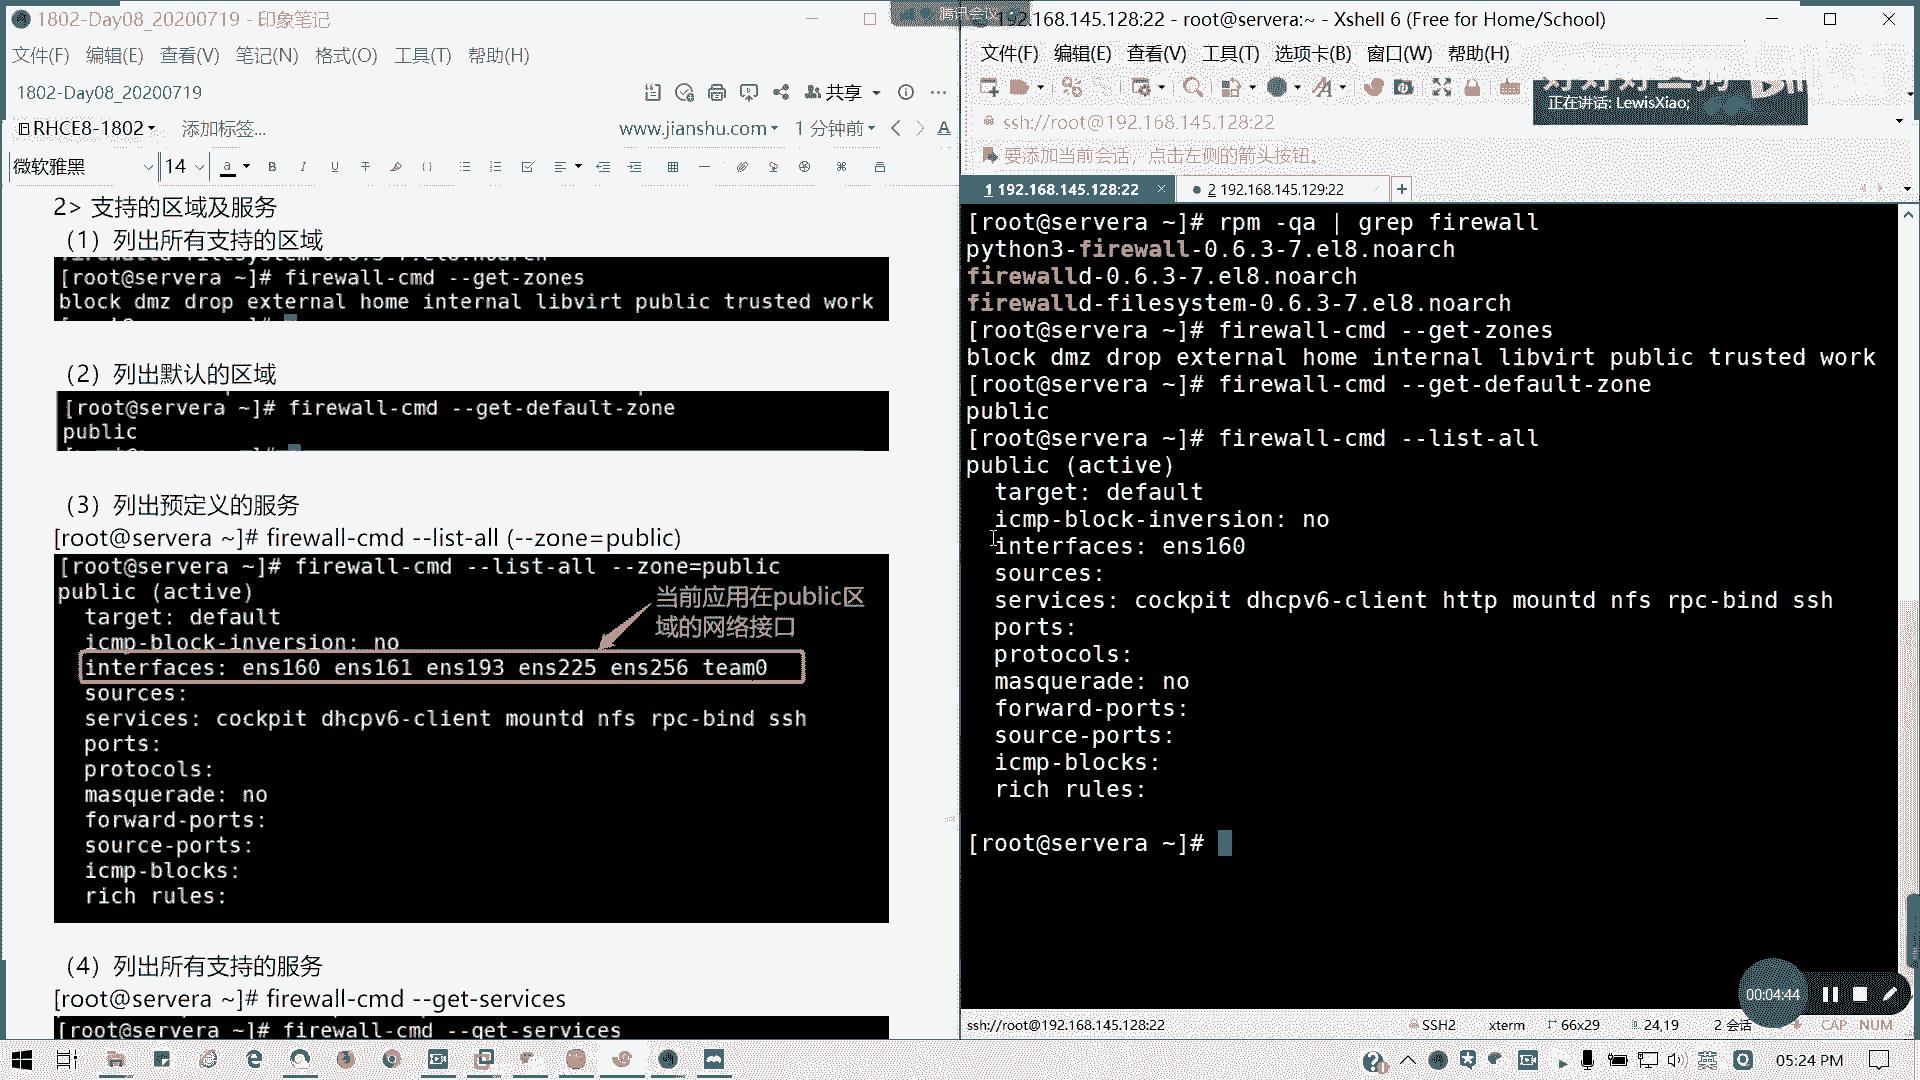 1802-Day08_20200719 - 印象笔记
文件(F) 编辑(E) 查看(V) 笔记(N) 格式(O) 工具(T) 帮助(H)
1802-Day08_20200719
共享
RHCE8-1802 添加标签...
www.jianshu.com 1 分钟前
微软雅黑 14
2> 支持的区域及服务
（1）列出所有支持的区域
[root@servera ~]# firewall-cmd --get-zones
block dmz drop external home internal libvirt public trusted work
（2）列出默认的区域
[root@servera ~]# firewall-cmd --get-default-zone
public
（3）列出预定义的服务
[root@servera ~]# firewall-cmd --list-all (--zone=public)
[root@servera ~]# firewall-cmd --list-all --zone=public
public (active)
当前应用在public区
域的网络接口
target: default
icmp-block-inversion: no
interfaces: ens160 ens161 ens193 ens225 ens256 team0
sources:
services: cockpit dhcpv6-client mountd nfs rpc-bind ssh
ports:
protocols:
masquerade: no
forward-ports:
source-ports:
icmp-blocks:
rich rules:
（4）列出所有支持的服务
[root@servera ~]# firewall-cmd --get-services
[root@servera ~]# firewall-cmd --get-services
腾讯会议
192.168.145.128:22 - root@servera:~ - Xshell 6 (Free for Home/School)
文件(F) 编辑(E) 查看(V) 工具(T) 选项卡(B) 窗口(W) 帮助(H)
正在讲话: LewisXiao;
ssh://root@192.168.145.128:22
要添加当前会话，点击左侧的箭头按钮。
1 192.168.145.128:22 × 2 192.168.145.129:22 +
[root@servera ~]# rpm -qa | grep firewall
python3-firewall-0.6.3-7.el8.noarch
firewalld-0.6.3-7.el8.noarch
firewalld-filesystem-0.6.3-7.el8.noarch
[root@servera ~]# firewall-cmd --get-zones
block dmz drop external home internal libvirt public trusted work
[root@servera ~]# firewall-cmd --get-default-zone
public
[root@servera ~]# firewall-cmd --list-all
public (active)
target: default
icmp-block-inversion: no
interfaces: ens160
sources:
services: cockpit dhcpv6-client http mountd nfs rpc-bind ssh
ports:
protocols:
masquerade: no
forward-ports:
source-ports:
icmp-blocks:
rich rules:
[root@servera ~]#
00:04:44
ssh://root@192.168.145.128:22 SSH2 xterm 66x29 24,19 2 会话 CAP NUM
英 05:24 PM